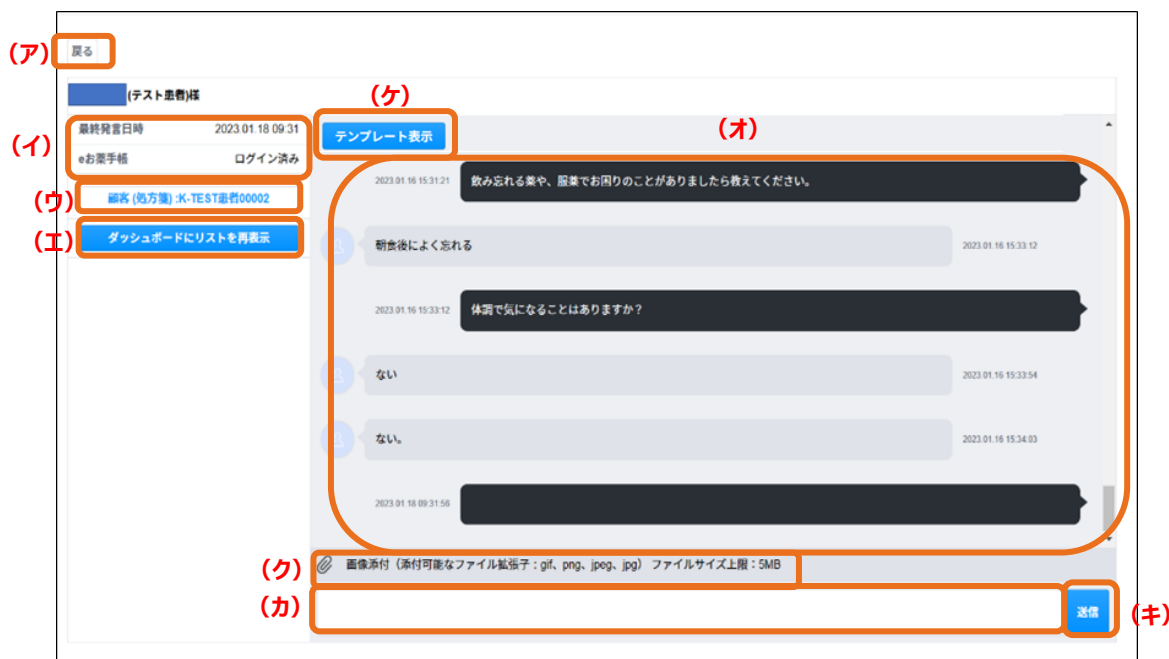 （ア）
戻る
(テスト患者)様
（イ）
最終発言日時 2023.01.18 09:31
eお薬手帳 ログイン済み
（ウ）
顧客 (処方箋) :K-TEST患者00002
（エ）
ダッシュボードにリストを再表示
（ケ）
テンプレート表示
（オ）
2023.01.16 15:31:21 飲み忘れる薬や、服薬でお困りのことがありましたら教えてください。
朝食後によく忘れる 2023.01.16 15:33:12
2023.01.16 15:33:12 体調で気になることはありますか？
ない 2023.01.16 15:33:54
ない。 2023.01.16 15:34:03
2023.01.18 09:31:56
（ク）
画像添付（添付可能なファイル拡張子：gif、png、jpeg、jpg） ファイルサイズ上限：5MB
（カ）
送信
（キ）